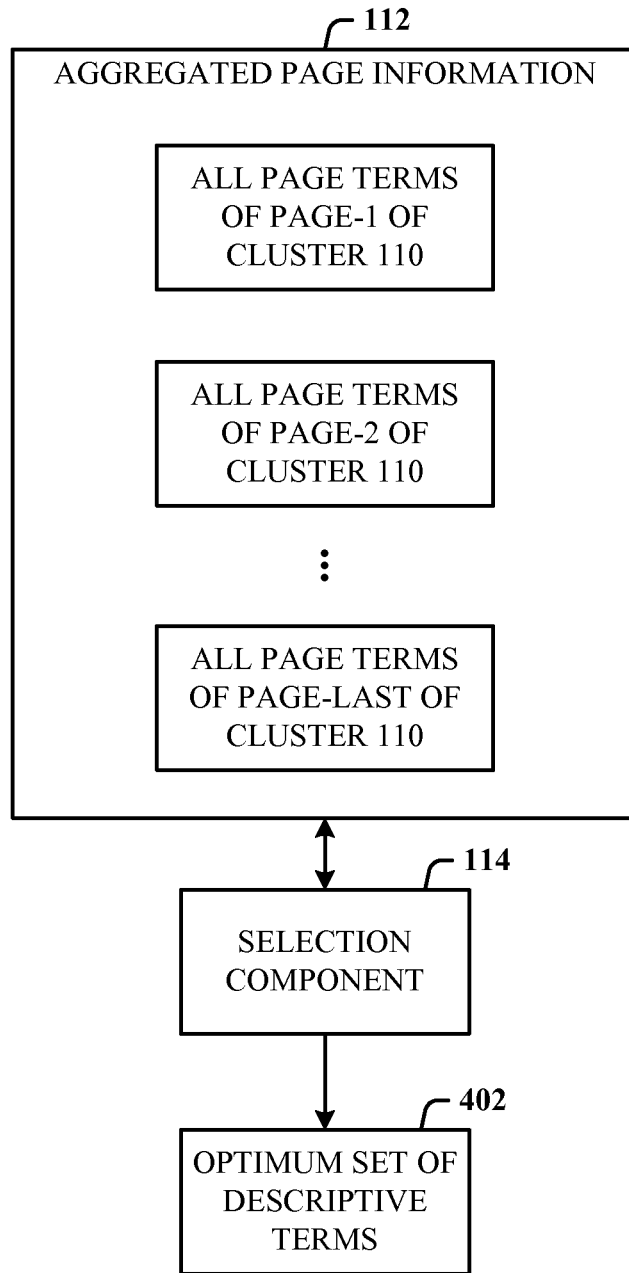 112
AGGREGATED PAGE INFORMATION
ALL PAGE TERMS
OF PAGE-1 OF
CLUSTER 110
ALL PAGE TERMS
OF PAGE-2 OF
CLUSTER 110
⋮
ALL PAGE TERMS
OF PAGE-LAST OF
CLUSTER 110
114
SELECTION
COMPONENT
402
OPTIMUM SET OF
DESCRIPTIVE
TERMS